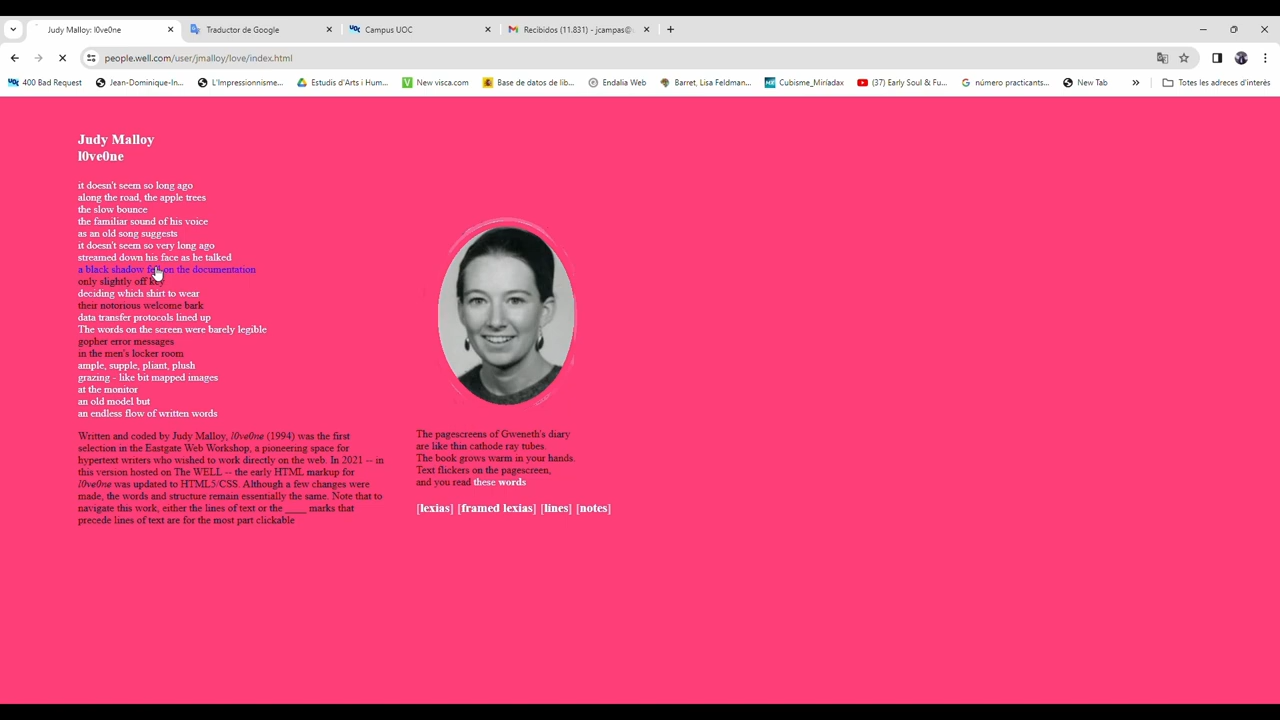 Judy Malloy: l0ve0ne
Traductor de Google
Campus UOC
Recibidos (11.831) - jcampas@
people.well.com/user/jmalloy/love/index.html
400 Bad Request
Jean-Dominique-In...
L'Impressionnisme...
Estudis d'Arts i Hum...
New visca.com
Base de datos de lib...
Endalia Web
Barret, Lisa Feldman...
Cubisme_Miríadax
(37) Early Soul & Fu...
número practicants...
New Tab
»
Totes les adreces d'interès
Judy Malloy
l0ve0ne
it doesn't seem so long ago
along the road, the apple trees
the slow bounce
the familiar sound of his voice
as an old song suggests
it doesn't seem so very long ago
streamed down his face as he talked
a black shadow fell on the documentation
only slightly off key
deciding which shirt to wear
their notorious welcome bark
data transfer protocols lined up
The words on the screen were barely legible
gopher error messages
in the men's locker room
ample, supple, pliant, plush
grazing - like bit mapped images
at the monitor
an old model but
an endless flow of written words
Written and coded by Judy Malloy, l0ve0ne (1994) was the first
selection in the Eastgate Web Workshop, a pioneering space for
hypertext writers who wished to work directly on the web. In 2021 -- in
this version hosted on The WELL -- the early HTML markup for
l0ve0ne was updated to HTML5/CSS. Although a few changes were
made, the words and structure remain essentially the same. Note that to
navigate this work, either the lines of text or the ____ marks that
precede lines of text are for the most part clickable
The pagescreens of Gweneth's diary
are like thin cathode ray tubes.
The book grows warm in your hands.
Text flickers on the pagescreen,
and you read these words
[lexias] [framed lexias] [lines] [notes]